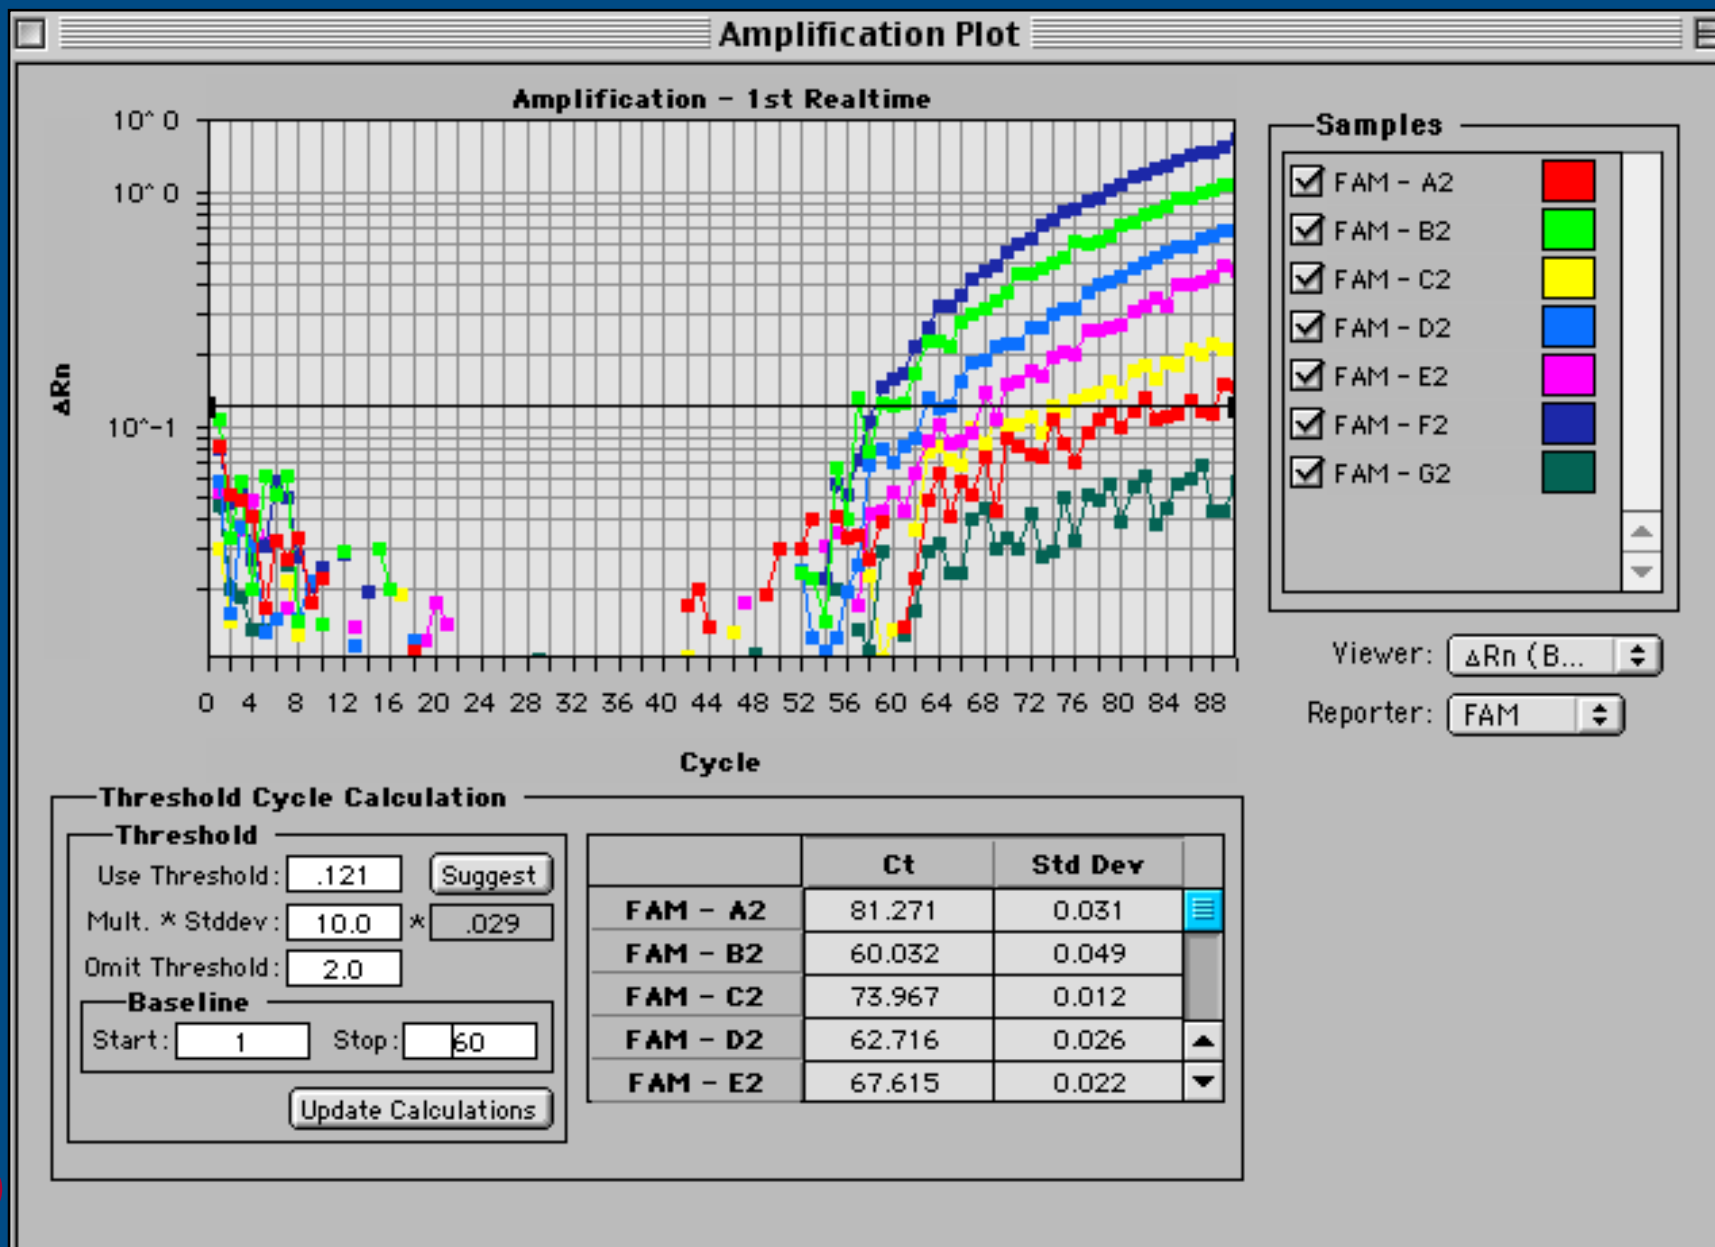 Amplification Plot
Amplification - 1st Realtime
10^ 0
10^ 0
10^-1
ΔRn
0 4 8 12 16 20 24 28 32 36 40 44 48 52 56 60 64 68 72 76 80 84 88
Cycle
Samples
FAM - A2
FAM - B2
FAM - C2
FAM - D2
FAM - E2
FAM - F2
FAM - G2
Viewer: ΔRn (B...
Reporter: FAM
Threshold Cycle Calculation
Threshold
Use Threshold: .121 Suggest
Mult. * Stddev: 10.0 * .029
Omit Threshold: 2.0
Baseline
Start: 1 Stop: 60
Update Calculations
Ct Std Dev
FAM - A2 81.271 0.031
FAM - B2 60.032 0.049
FAM - C2 73.967 0.012
FAM - D2 62.716 0.026
FAM - E2 67.615 0.022